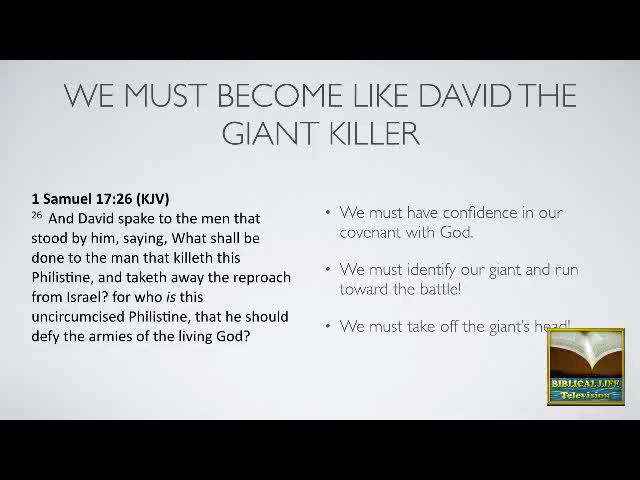 WE MUST BECOME LIKE DAVID THE
GIANT KILLER
1 Samuel 17:26 (KJV)
26 And David spake to the men that
stood by him, saying, What shall be
done to the man that killeth this
Philistine, and taketh away the reproach
from Israel? for who is this
uncircumcised Philistine, that he should
defy the armies of the living God?
• We must have confidence in our
covenant with God.
• We must identify our giant and run
toward the battle!
• We must take off the giant's head!
BIBLICAL LIFE
Television